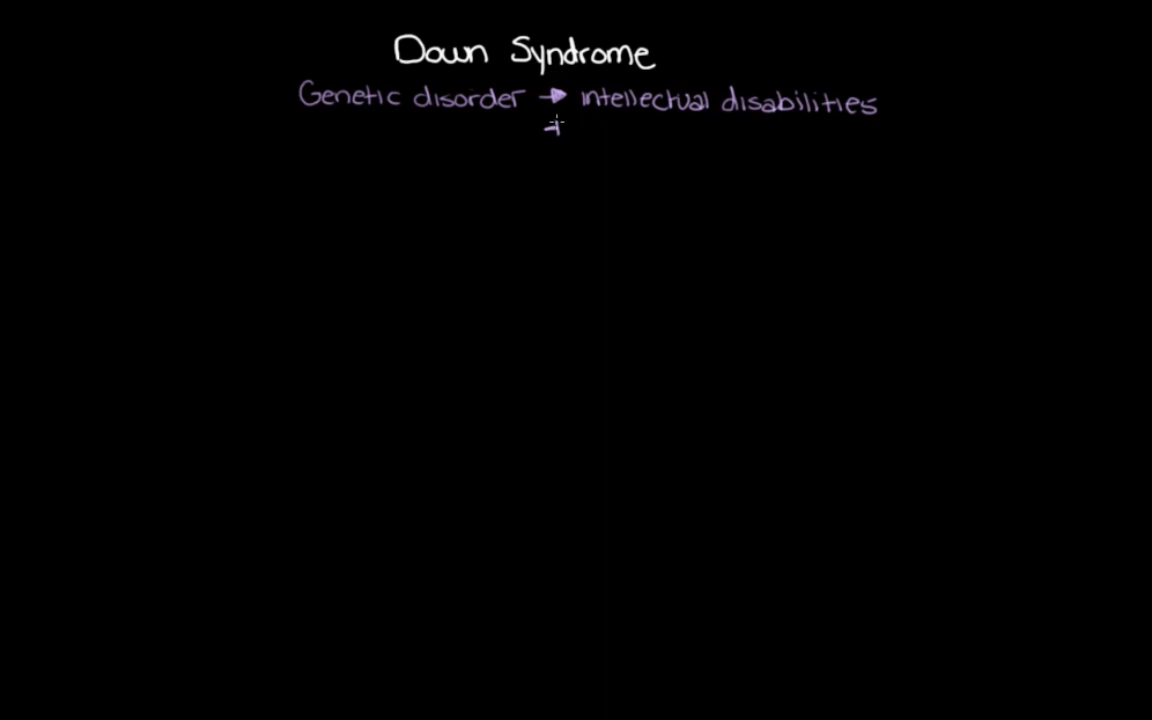 Down Syndrome
Genetic disorder → intellectual disabilities
+